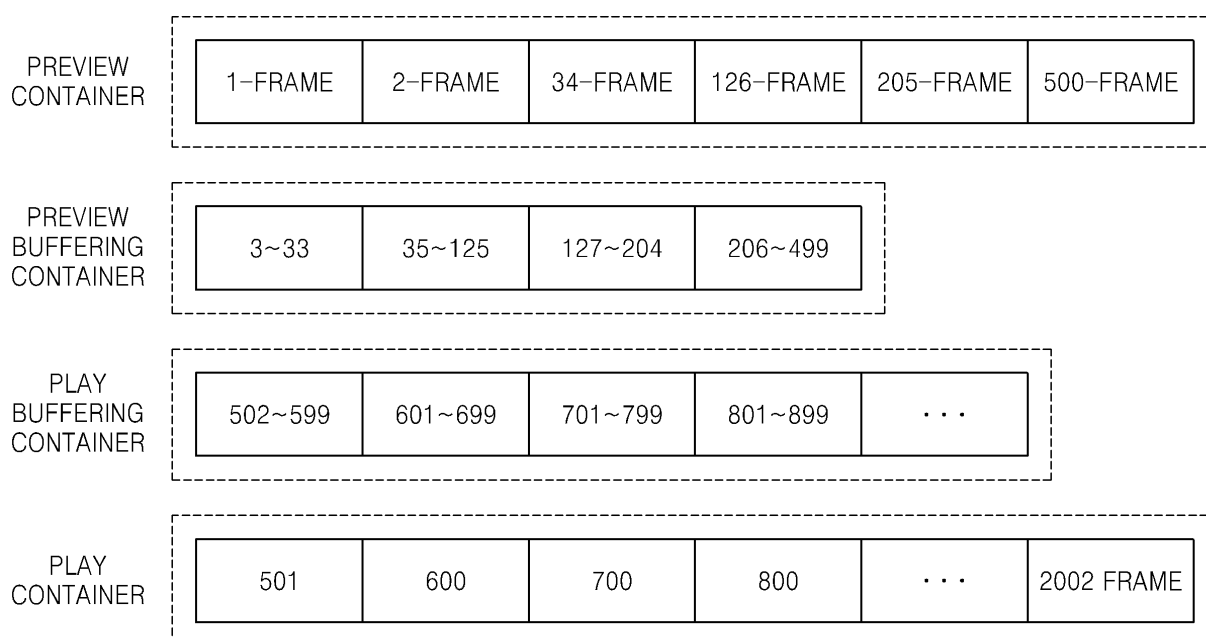 PREVIEW
CONTAINER
1-FRAME 2-FRAME 34-FRAME 126-FRAME 205-FRAME 500-FRAME
PREVIEW
BUFFERING
CONTAINER
3~33 35~125 127~204 206~499
PLAY
BUFFERING
CONTAINER
502~599 601~699 701~799 801~899 ···
PLAY
CONTAINER
501 600 700 800 ··· 2002 FRAME